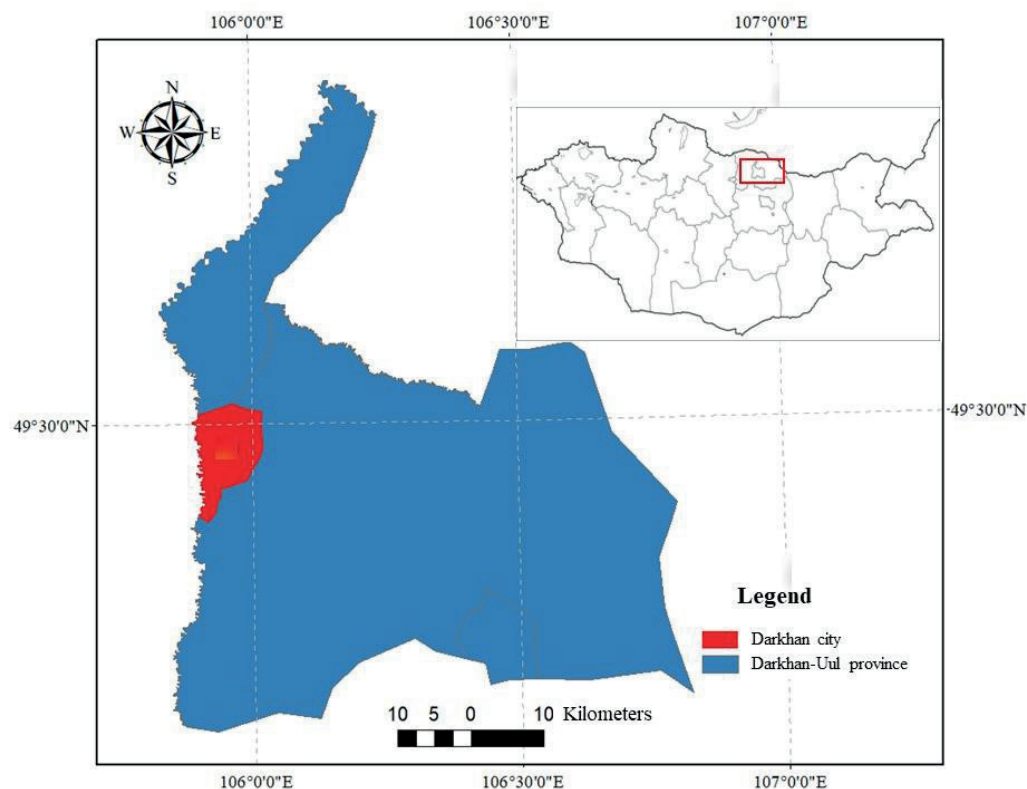 106°0'0"E 106°30'0"E 107°0'0"E
N
W E
S
49°30'0"N 49°30'0"N
Legend
Darkhan city
Darkhan-Uul province
10 5 0 10 Kilometers
106°0'0"E 106°30'0"E 107°0'0"E